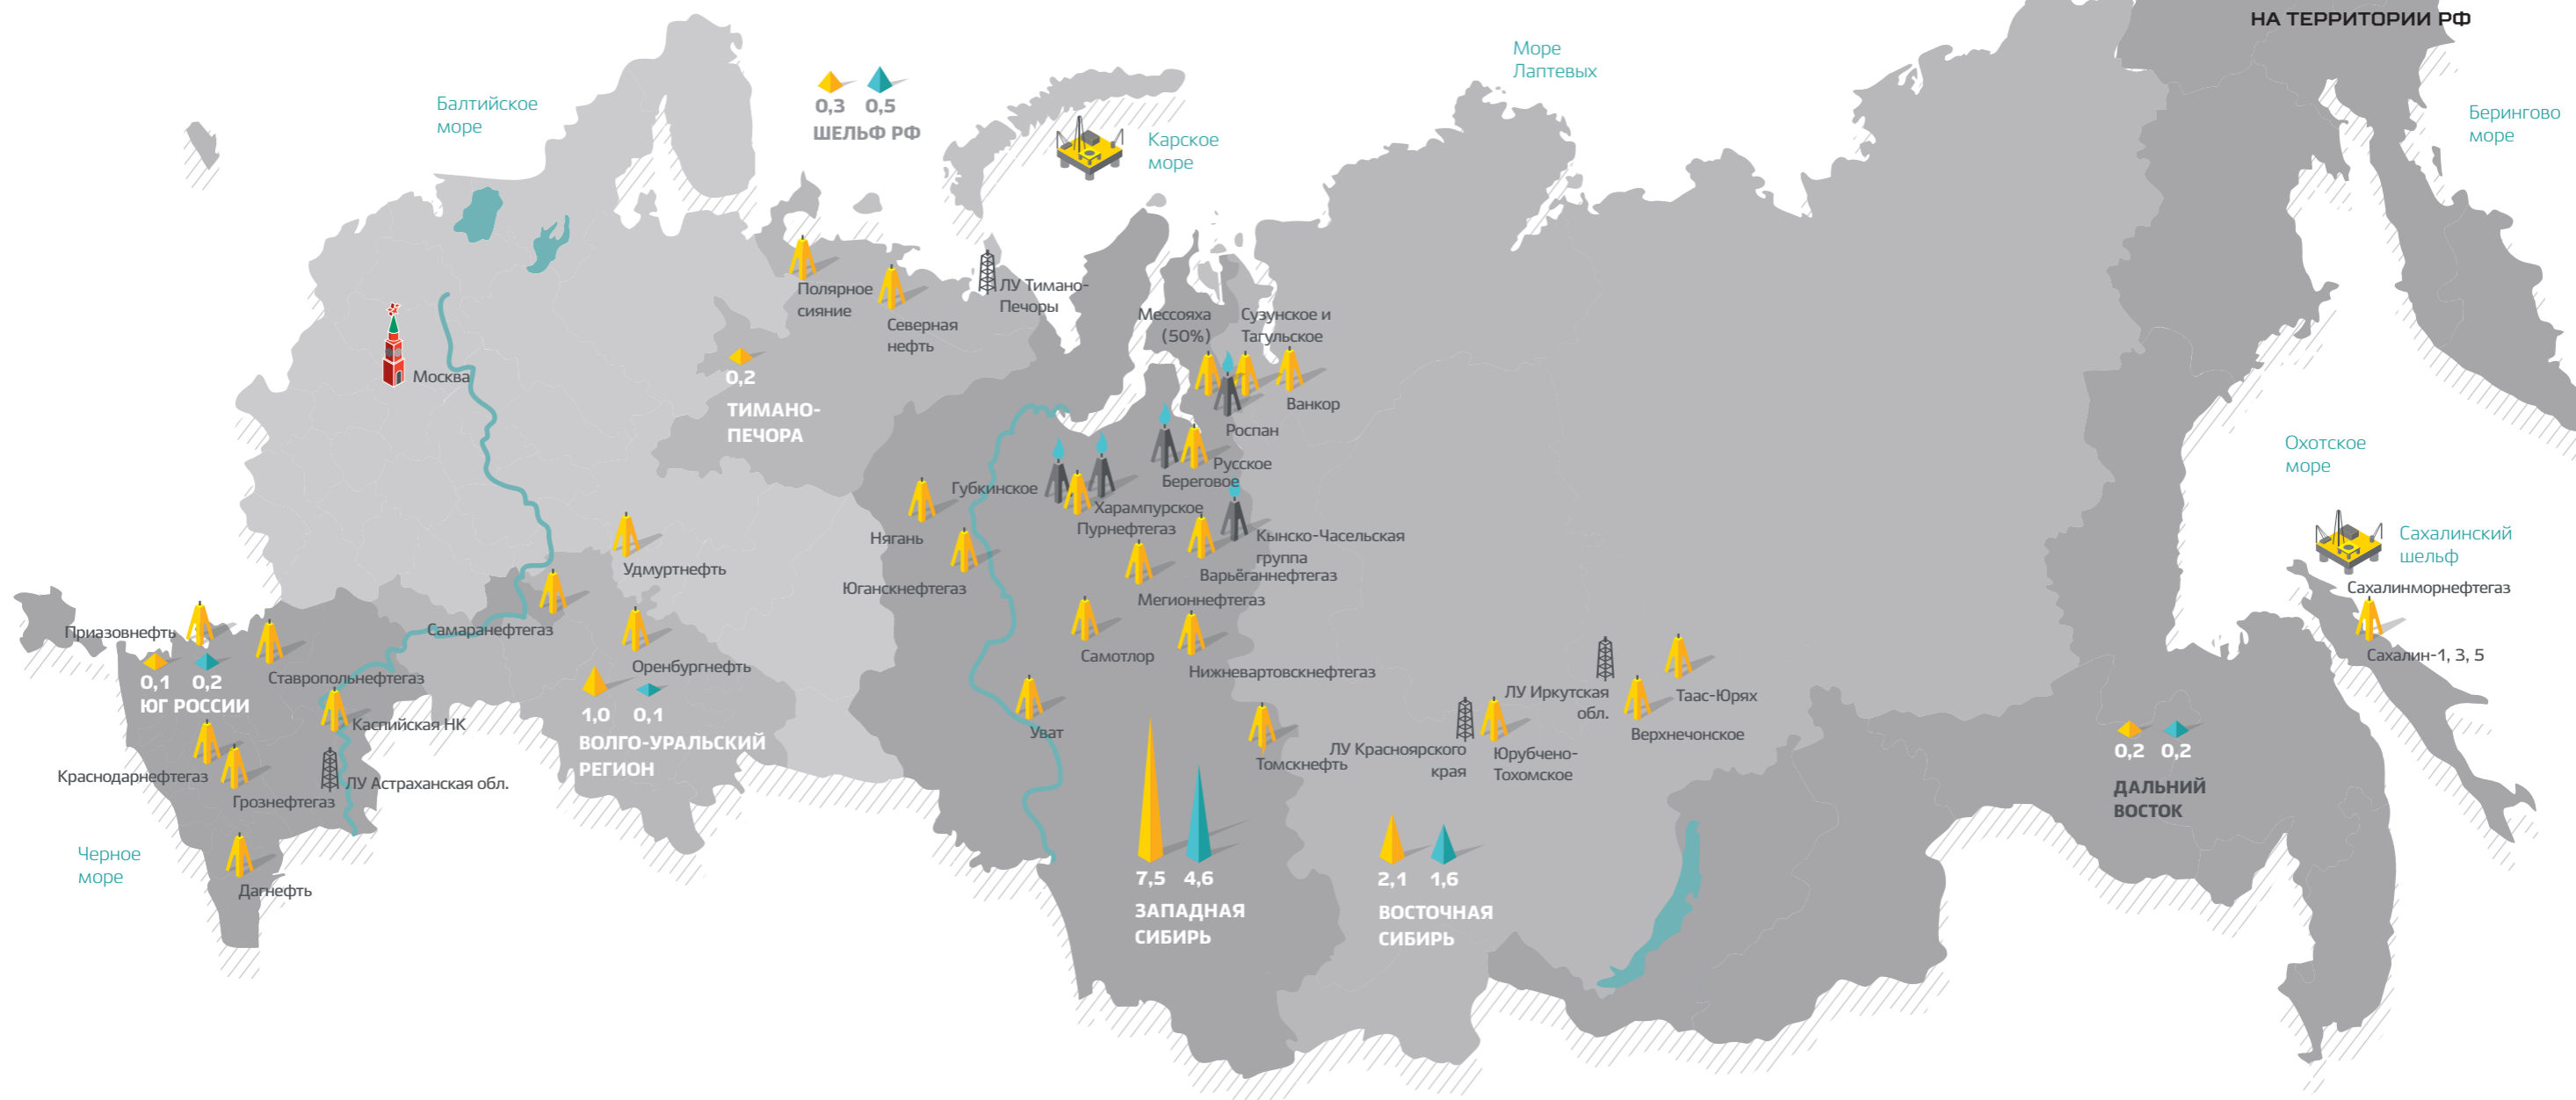 НА ТЕРРИТОРИИ РФ
Море
Лаптевых
Балтийское
море
0,3 0,5
ШЕЛЬФ РФ
Карское
море
Берингово
море
Полярное
сияние
Северная
нефть
ЛУ Тимано-
Печоры
Мессояха
(50%)
Сузунское и
Тагульское
Москва
0,2
ТИМАНО-
ПЕЧОРА
Ванкор
Роспан
Русское
Береговое
Губкинское
Харампурское
Пурнефтегаз
Охотское
море
Нягань
Кынско-Часельская
группа
Варьёганнефтегаз
Сахалинский
шельф
Удмуртнефть
Юганскнефтегаз
Мегионнефтегаз
Сахалинморнефтегаз
Приазовнефть
Самаранефтегаз
0,1 0,2
ЮГ РОССИИ
Ставропольнефтегаз
Оренбургнефть
Самотлор
Нижневартовскнефтегаз
Сахалин-1, 3, 5
ЛУ Иркутская
обл.
Таас-Юрях
1,0 0,1
ВОЛГО-УРАЛЬСКИЙ
РЕГИОН
Каспийская НК
Уват
Верхнечонское
Краснодарнефтегаз
ЛУ Астраханская обл.
Грознефтегаз
Томскнефть
ЛУ Красноярского
края
Юрубчено-
Тохомское
0,2 0,2
ДАЛЬНИЙ
ВОСТОК
Черное
море
Дагнефть
7,5 4,6
ЗАПАДНАЯ
СИБИРЬ
2,1 1,6
ВОСТОЧНАЯ
СИБИРЬ